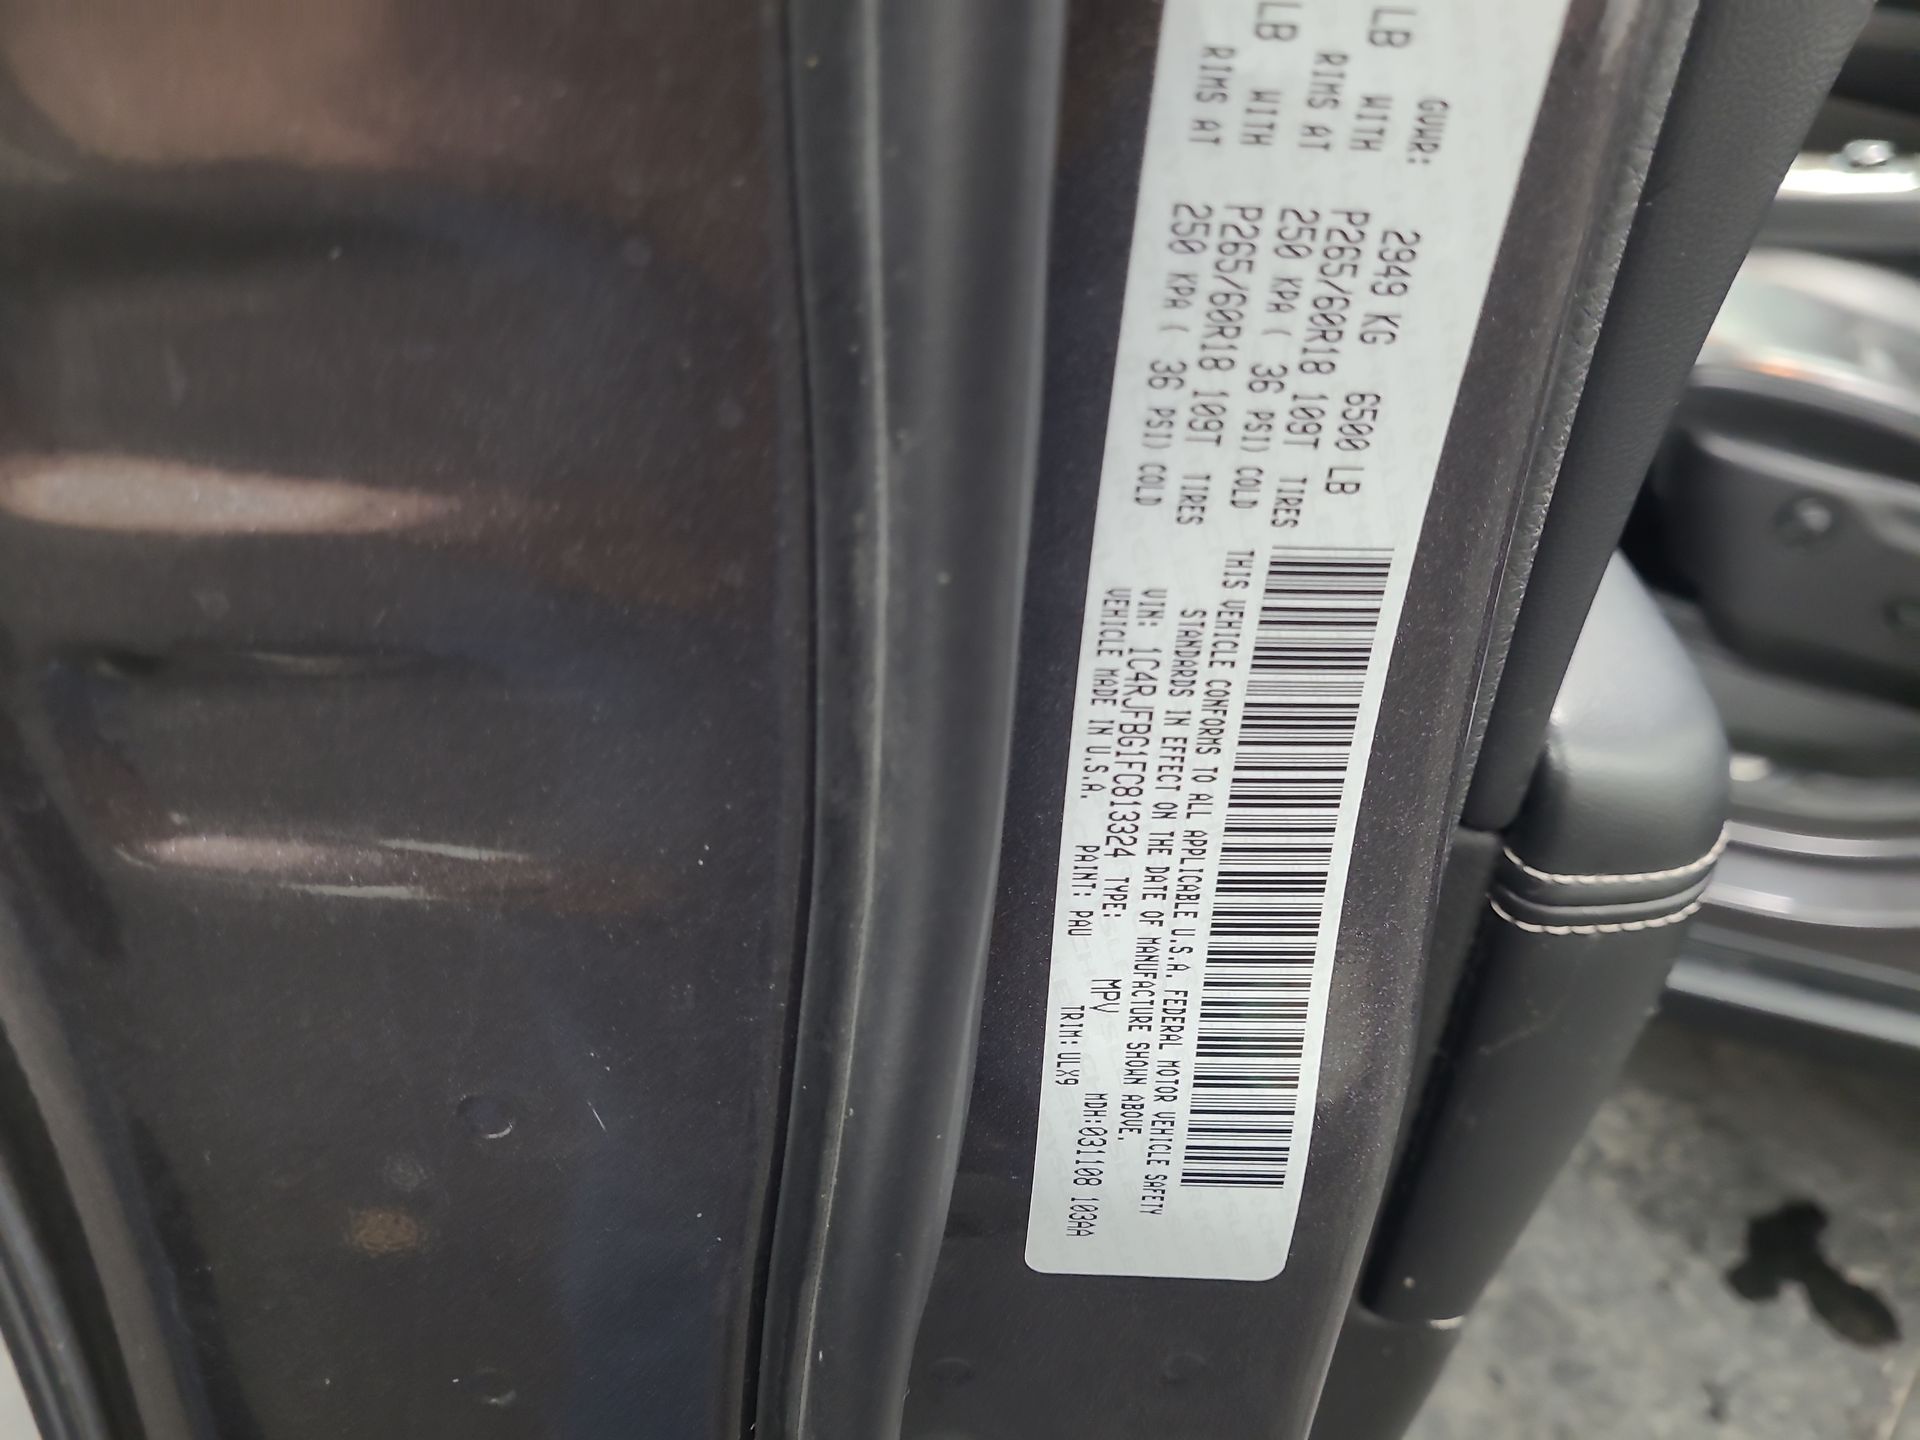 GVWR: 2949 KG 6500 LB
LB WITH P265/60R18 109T TIRES
RIMS AT 250 KPA ( 36 PSI) COLD
LB WITH P265/60R18 109T TIRES
RIMS AT 250 KPA ( 36 PSI) COLD
THIS VEHICLE CONFORMS TO ALL APPLICABLE U.S.A. FEDERAL MOTOR VEHICLE SAFETY
STANDARDS IN EFFECT ON THE DATE OF MANUFACTURE SHOWN ABOVE.
VIN: 1C4RJFBG1FC813324 TYPE: MPV MDH:031108 103AA
VEHICLE MADE IN U.S.A. PAINT: PAU TRIM: ULX9